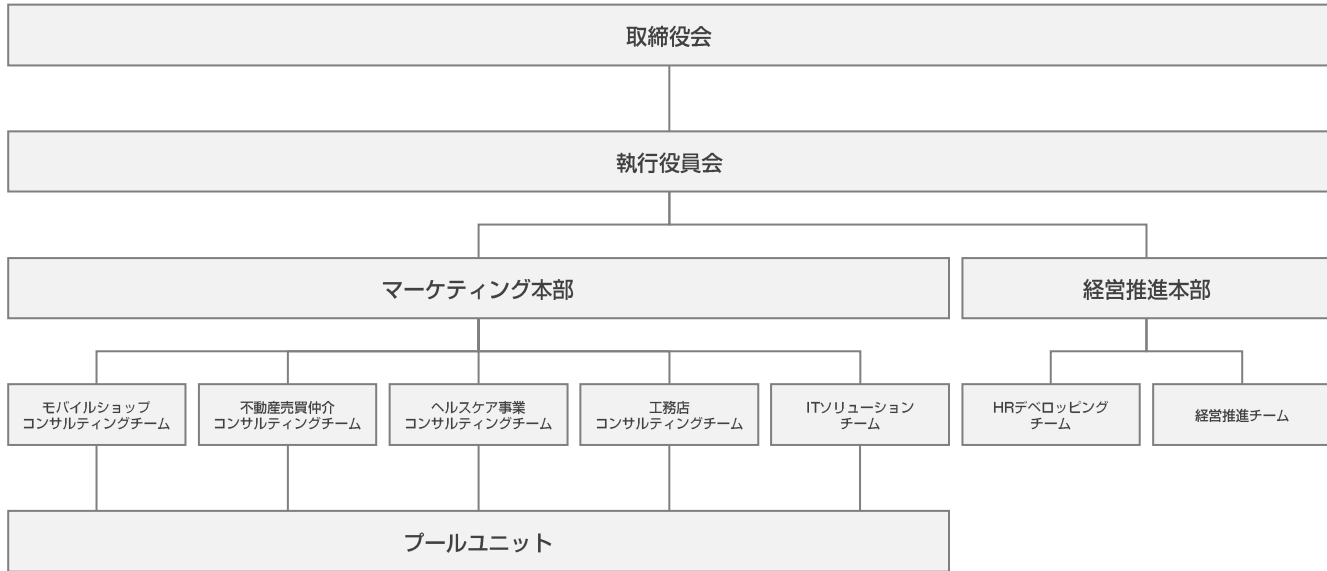 取締役会
執行役員会
マーケティング本部
経営推進本部
モバイルショップ
コンサルティングチーム
不動産売買仲介
コンサルティングチーム
ヘルスケア事業
コンサルティングチーム
工務店
コンサルティングチーム
ITソリューション
チーム
HRデベロッピング
チーム
経営推進チーム
プールユニット